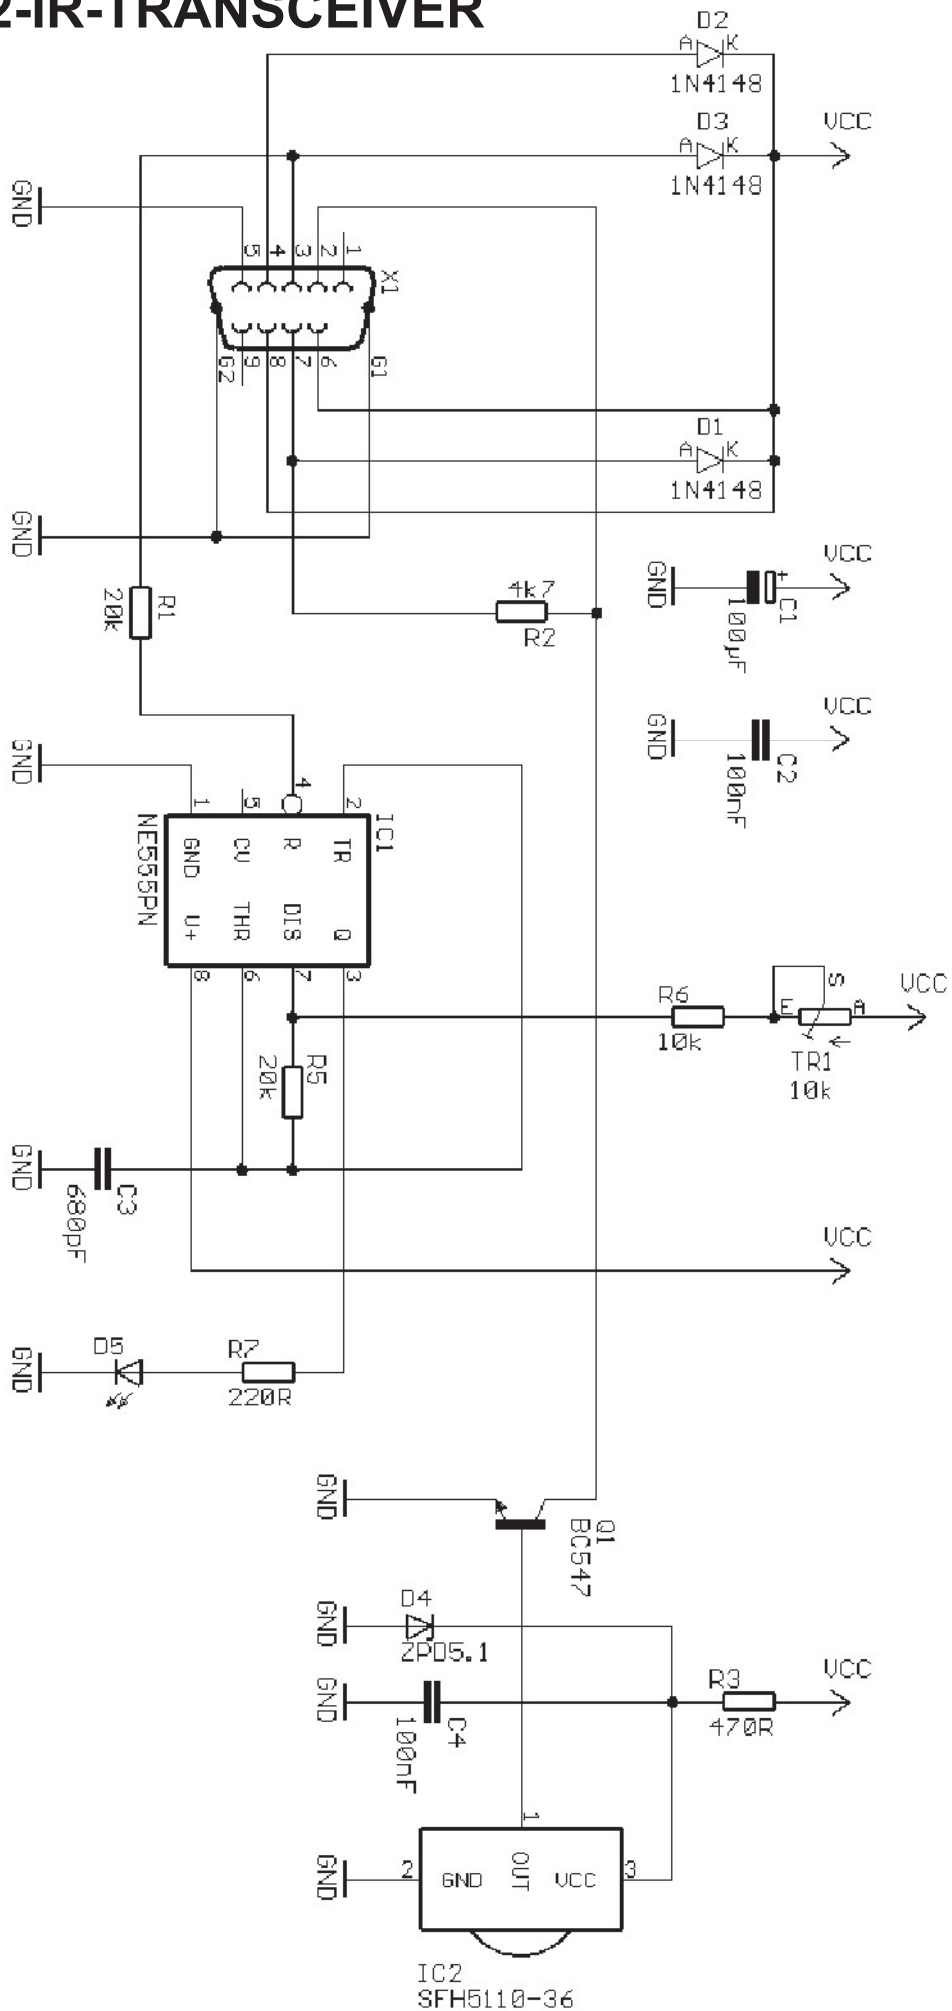 2-IR-TRANSCEIVER
D2
A K
1N4148
D3
A K
1N4148
VCC
GND
5 4 3 2 1
X1
G2 9 8 7 6 G1
D1
A K
1N4148
GND
R1
20k
4k7
R2
VCC
GND
+
C1
100µF
VCC
GND
C2
100nF
GND
1 5 4 2
IC1
NE555PN
GND CV R TR
U+ THR DIS Q
8 6 7 3
R6
10k
S
E A
VCC
TR1
10k
R5
20k
GND
C3
680pF
VCC
GND
D5
R7
220R
GND
Q1
BC547
GND
D4
ZPD5.1
GND
C4
100nF
R3
470R
VCC
1
GND
2
GND OUT VCC
3
IC2
SFH5110-36